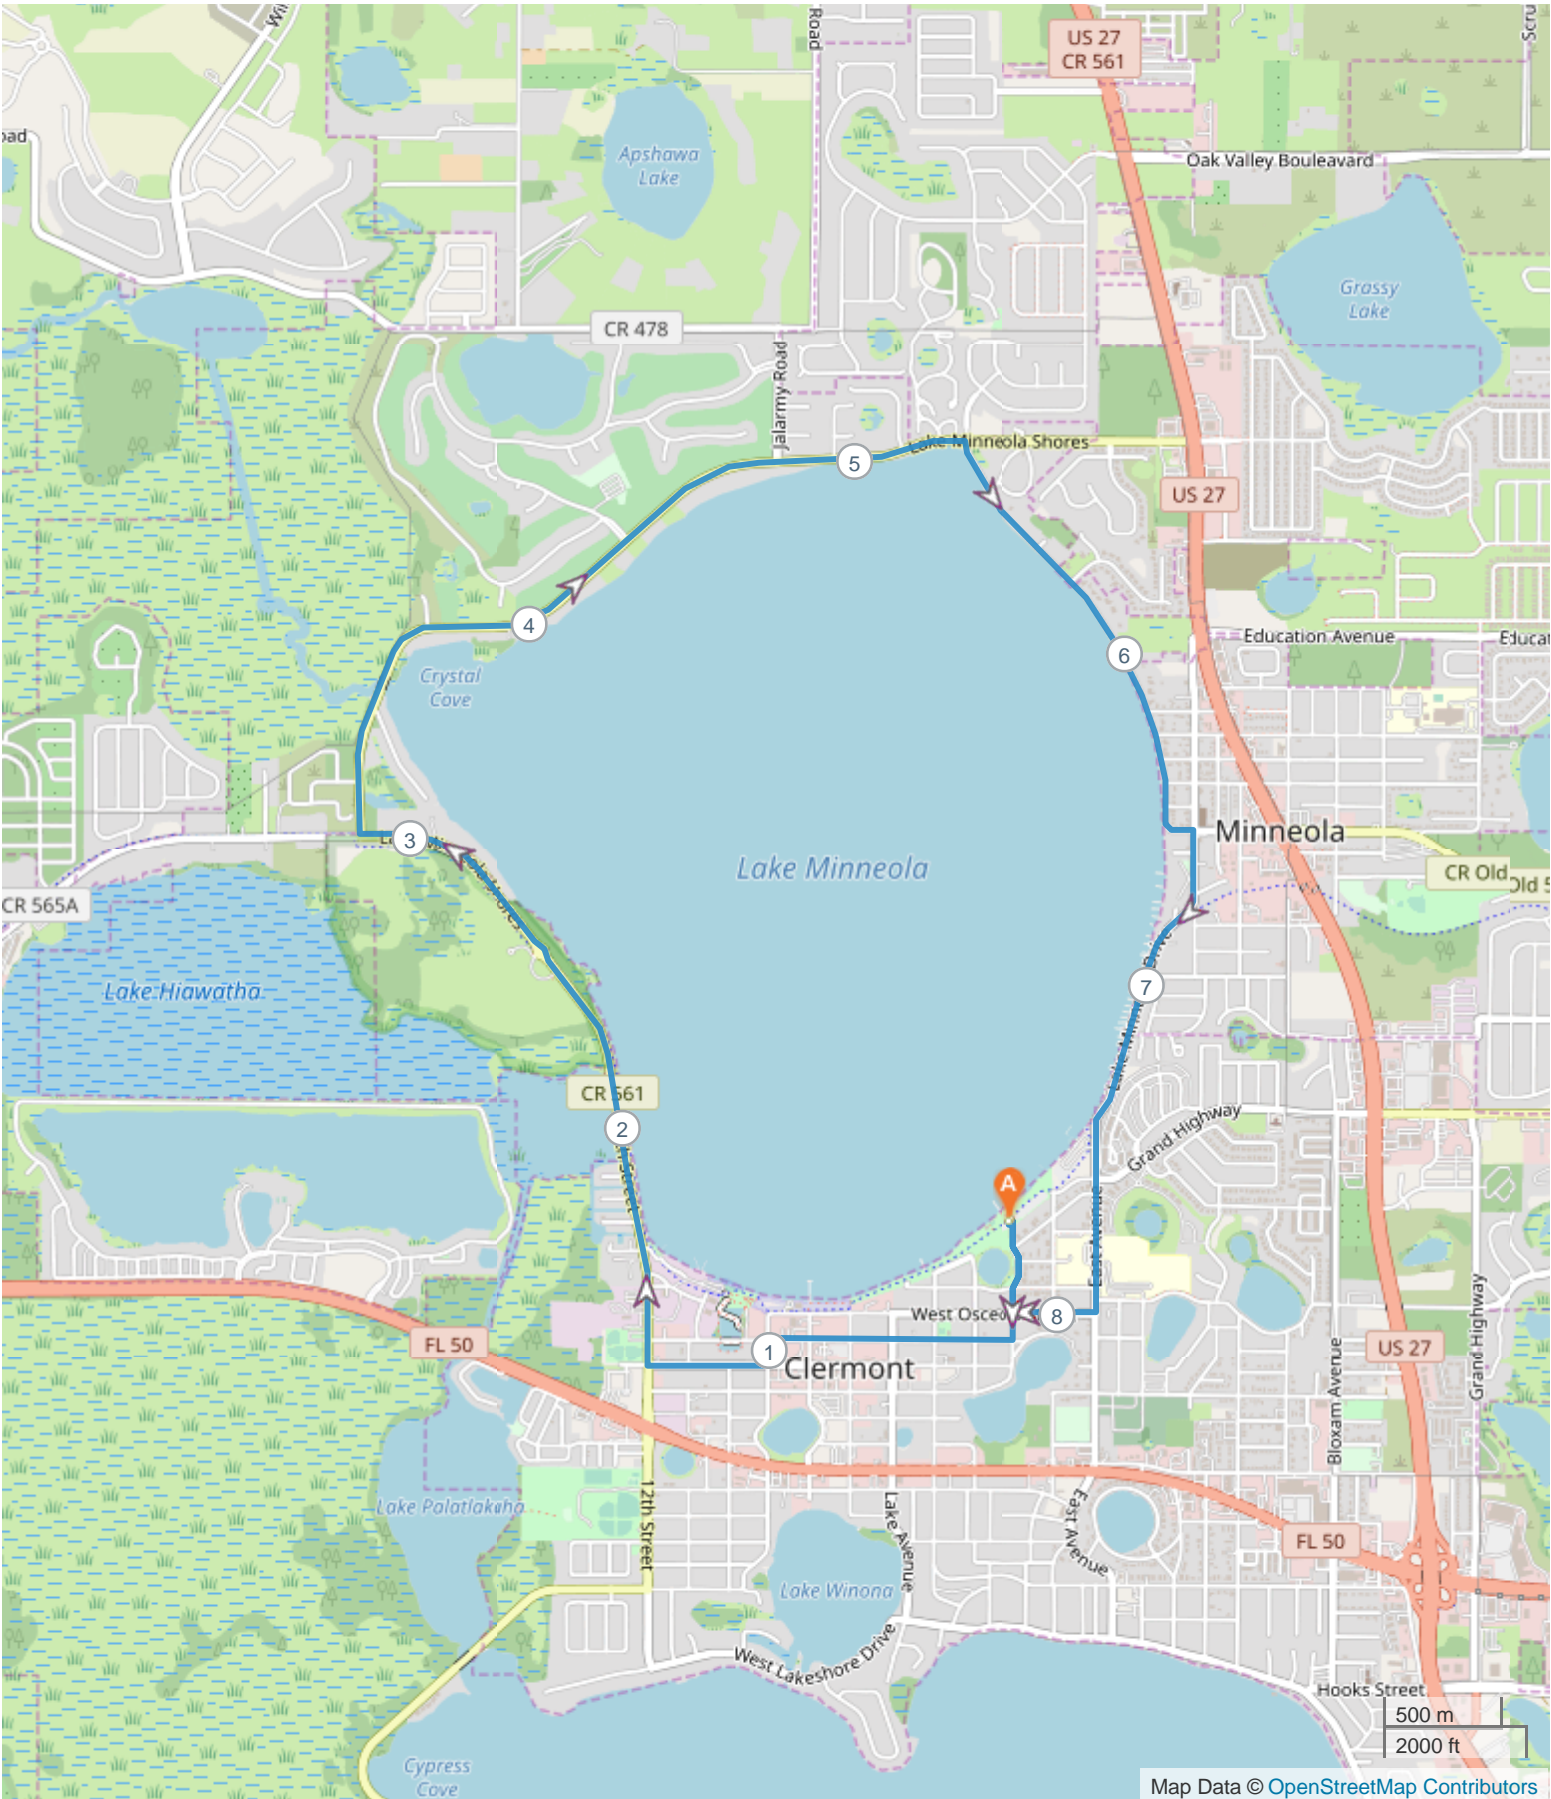 Road
US 27
CR 561
Oak Valley Bouleavard
Apshawa
Lake
Grassy
Lake
CR 478
Jalarmy Road
Lake Minneola Shores
5
US 27
4
6
Education Avenue
Crystal
Cove
Minneola
3
Lake Minneola
CR Old
CR 565A
Lake Hiawatha
7
CR 561
2
Grand Highway
A
East Avenue
West Osceo
8
FL 50
1
Clermont
US 27
Grand Highway
Bloxam Avenue
Lake Palatlakaha
12th Street
Lake Avenue
East Avenue
FL 50
Lake Winona
West Lakeshore Drive
Hooks Street
500 m
2000 ft
Cypress
Cove
Map Data © OpenStreetMap Contributors